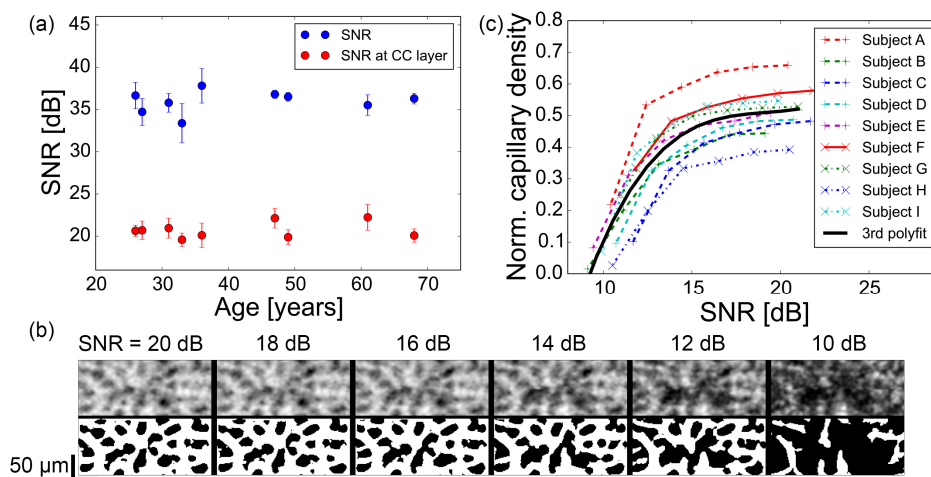 (a)
45
40
35
30
25
20
SNR [dB]
SNR
SNR at CC layer
20 30 40 50 60 70
Age [years]
(c)
0.8
0.7
0.6
0.5
0.4
0.3
0.2
0.1
0.0
Norm. capillary density
Subject A
Subject B
Subject C
Subject D
Subject E
Subject F
Subject G
Subject H
Subject I
3rd polyfit
10 15 20 25
SNR [dB]
(b)
SNR = 20 dB 18 dB 16 dB 14 dB 12 dB 10 dB
50 µm